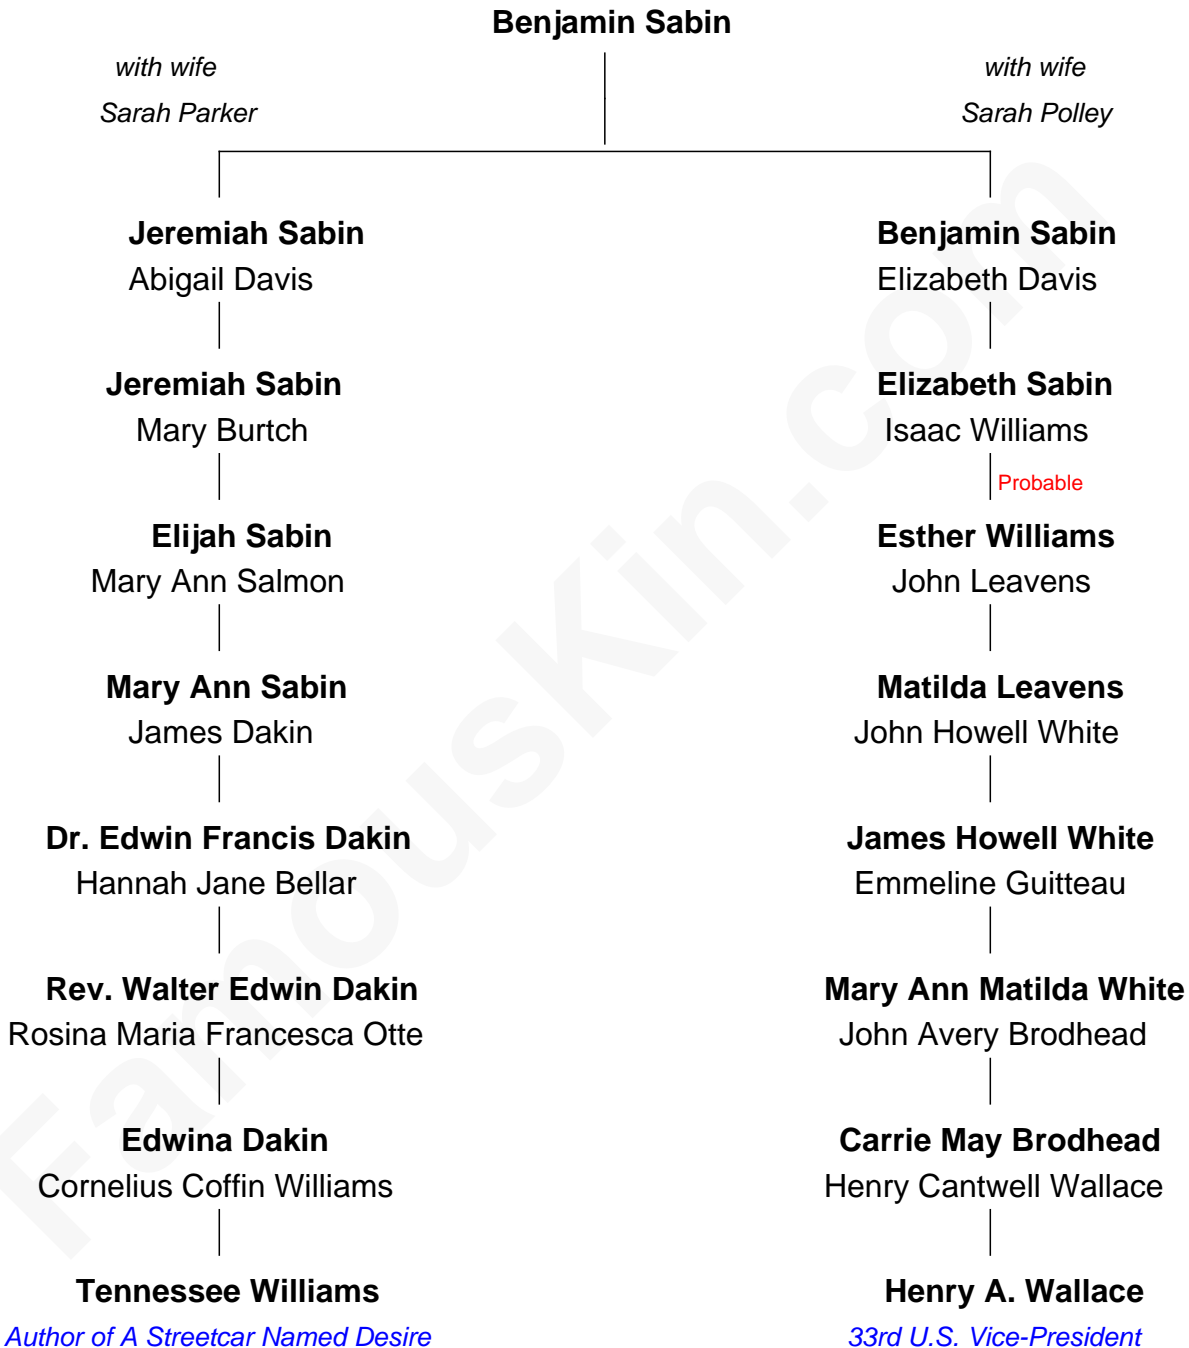 Benjamin Sabin
with wife
Sarah Parker
with wife
Sarah Polley
Jeremiah Sabin
Abigail Davis
Benjamin Sabin
Elizabeth Davis
Jeremiah Sabin
Mary Burtch
Elizabeth Sabin
Isaac Williams
Probable
Elijah Sabin
Mary Ann Salmon
Esther Williams
John Leavens
Mary Ann Sabin
James Dakin
Matilda Leavens
John Howell White
Dr. Edwin Francis Dakin
Hannah Jane Bellar
James Howell White
Emmeline Guitteau
Rev. Walter Edwin Dakin
Rosina Maria Francesca Otte
Mary Ann Matilda White
John Avery Brodhead
Edwina Dakin
Cornelius Coffin Williams
Carrie May Brodhead
Henry Cantwell Wallace
Tennessee Williams
Author of A Streetcar Named Desire
Henry A. Wallace
33rd U.S. Vice-President
FamousKin.com